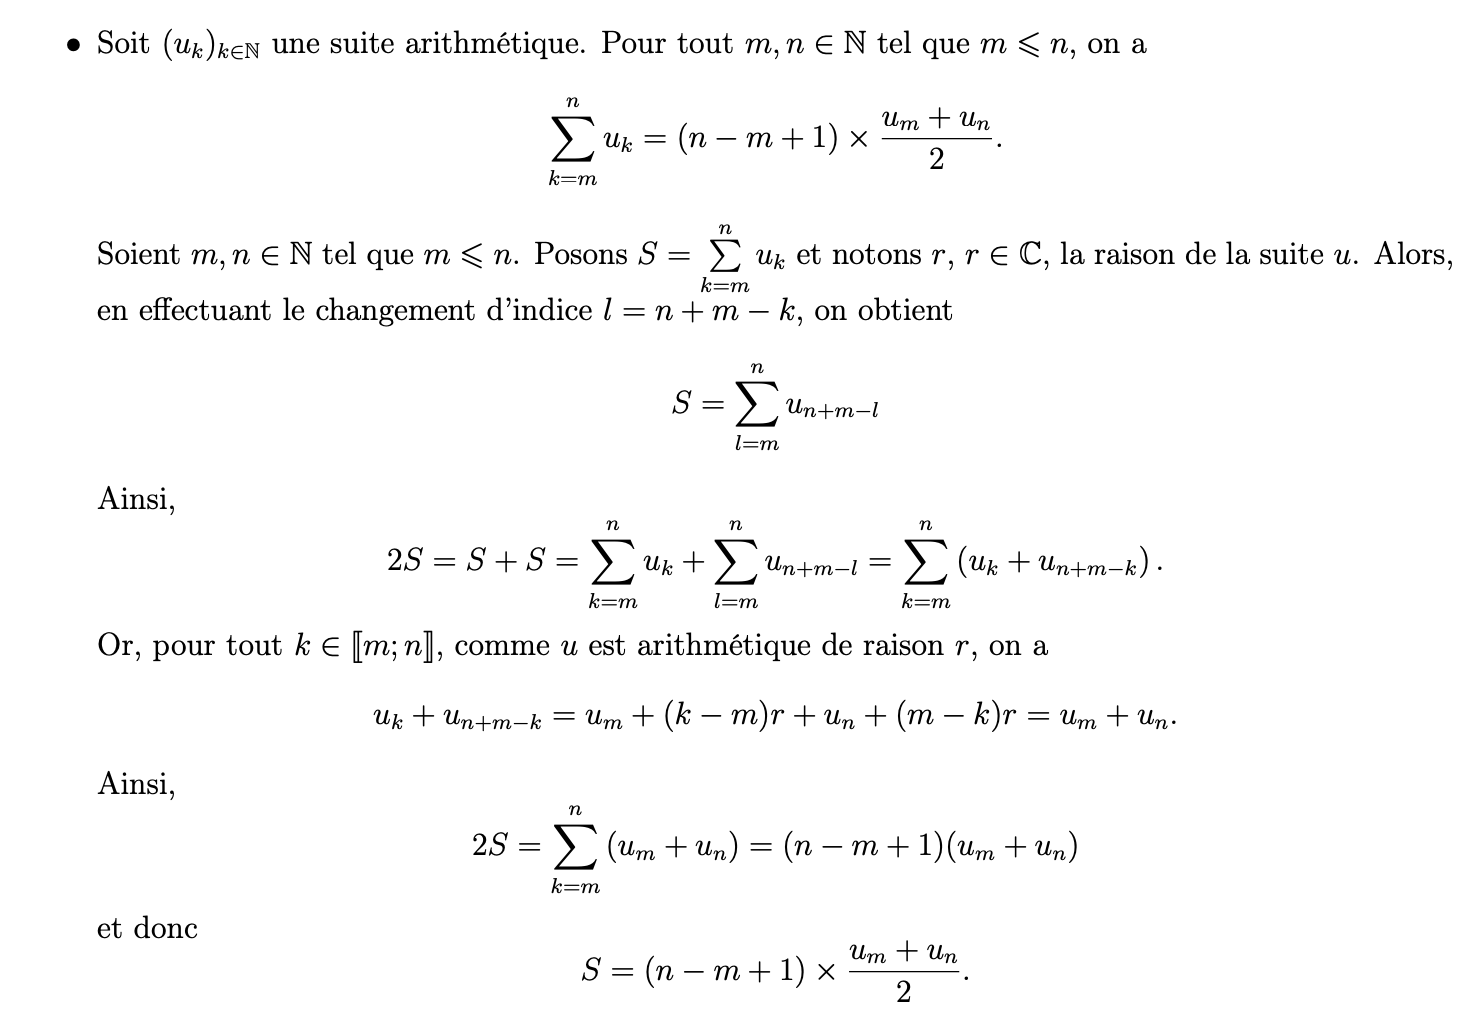 • Soit $(u_k)_{k\in\mathbb{N}}$ une suite arithmétique. Pour tout $m, n \in \mathbb{N}$ tel que $m \leqslant n$, on a
$$\sum_{k=m}^{n} u_k = (n - m + 1) \times \frac{u_m + u_n}{2}.$$
Soient $m, n \in \mathbb{N}$ tel que $m \leqslant n$. Posons $S = \sum_{k=m}^{n} u_k$ et notons $r$, $r \in \mathbb{C}$, la raison de la suite $u$. Alors,
en effectuant le changement d'indice $l = n + m - k$, on obtient
$$S = \sum_{l=m}^{n} u_{n+m-l}$$
Ainsi,
$$2S = S + S = \sum_{k=m}^{n} u_k + \sum_{l=m}^{n} u_{n+m-l} = \sum_{k=m}^{n} (u_k + u_{n+m-k}).$$
Or, pour tout $k \in [\![m; n]\!]$, comme $u$ est arithmétique de raison $r$, on a
$$u_k + u_{n+m-k} = u_m + (k - m)r + u_n + (m - k)r = u_m + u_n.$$
Ainsi,
$$2S = \sum_{k=m}^{n} (u_m + u_n) = (n - m + 1)(u_m + u_n)$$
et donc
$$S = (n - m + 1) \times \frac{u_m + u_n}{2}.$$